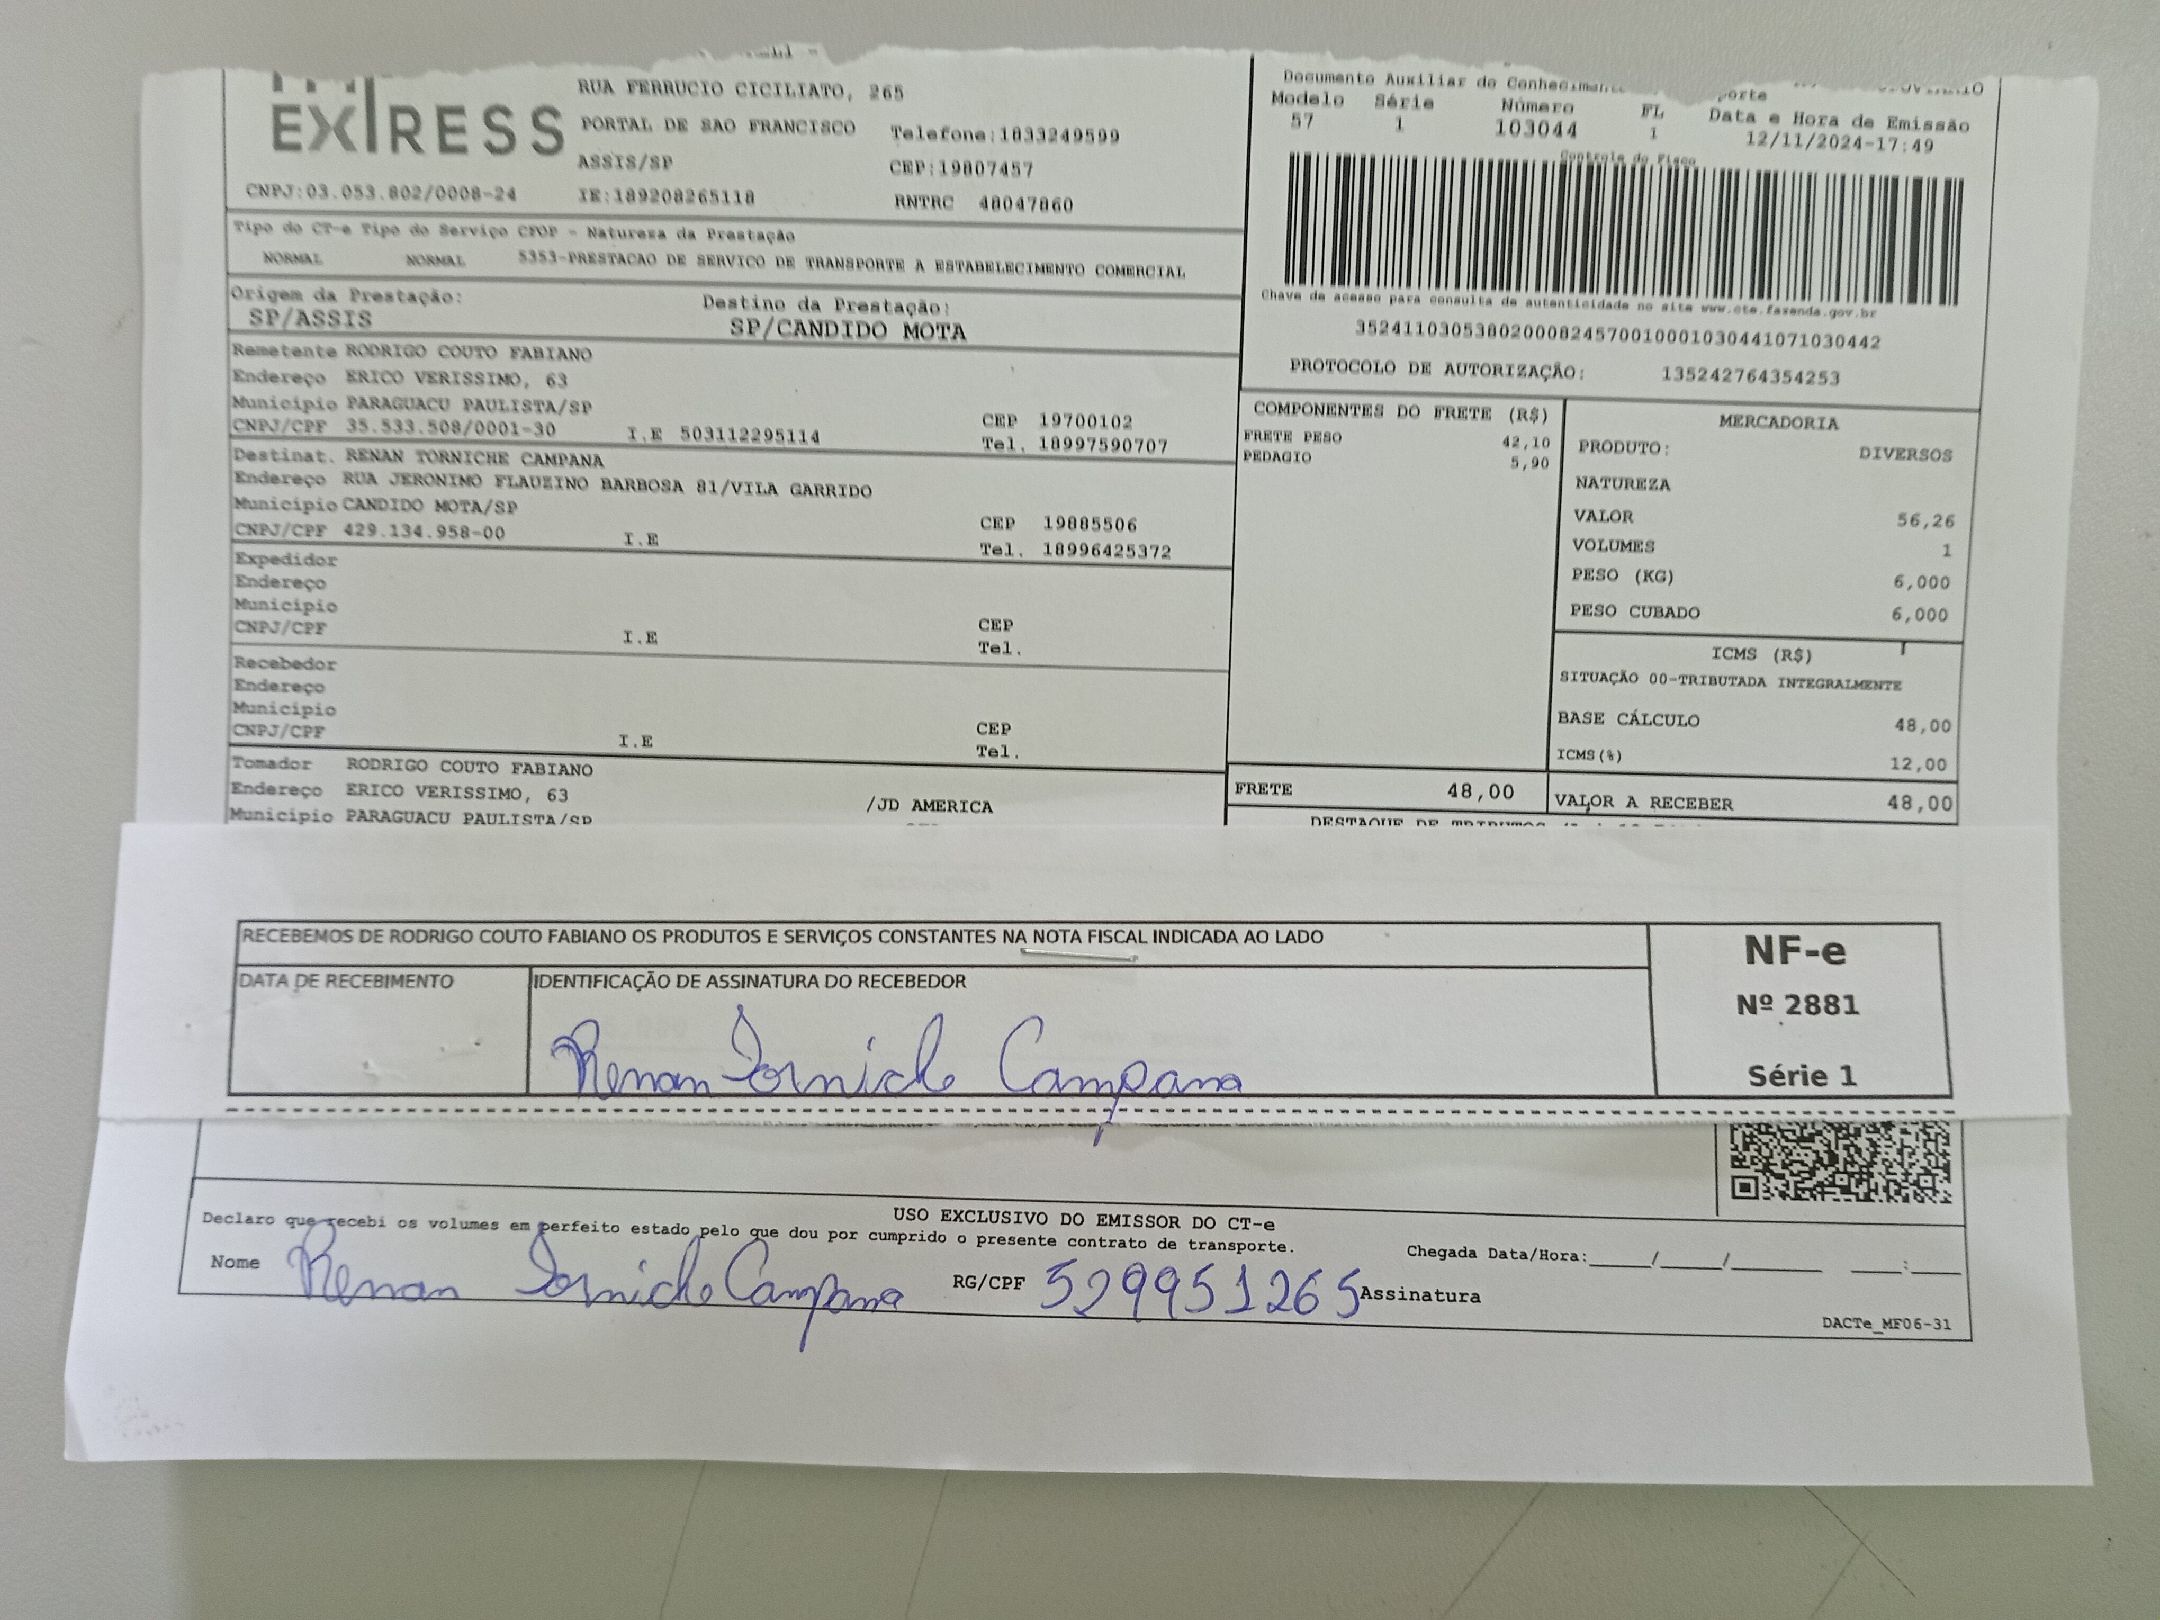 EXPRESS
RUA FERRUCIO CICILIATO, 265
PORTAL DE SAO FRANCISCO Telefone:1833249599
ASSIS/SP CEP:19807457
CNPJ:03.053.802/0008-24 IE:189208265118 RNTRC 48047860
Documento Auxiliar do Conhecimento
Modelo Série Número FL Data e Hora de Emissão
57 1 103044 1 12/11/2024-17:49
Controle do Fisco
Chave de acesso para consulta de autenticidade no site www.cte.fazenda.gov.br
35241103053802000824570010001030441071030442
PROTOCOLO DE AUTORIZAÇÃO: 135242764354253
Tipo do CT-e Tipo do Serviço CFOP - Natureza da Prestação
NORMAL NORMAL 5353-PRESTACAO DE SERVICO DE TRANSPORTE A ESTABELECIMENTO COMERCIAL
Origem da Prestação: Destino da Prestação:
SP/ASSIS SP/CANDIDO MOTA
Remetente RODRIGO COUTO FABIANO
Endereço ERICO VERISSIMO, 63
Município PARAGUACU PAULISTA/SP CEP 19700102
CNPJ/CPF 35.533.508/0001-30 I.E 503112295114 Tel. 18997590707
Destinat. RENAN TORNICHE CAMPANA
Endereço RUA JERONIMO FLAUZINO BARBOSA 81/VILA GARRIDO
Município CANDIDO MOTA/SP CEP 19885506
CNPJ/CPF 429.134.958-00 I.E Tel. 18996425372
Expedidor
Endereço
Município CEP
CNPJ/CPF I.E Tel.
Recebedor
Endereço
Município CEP
CNPJ/CPF I.E Tel.
Tomador RODRIGO COUTO FABIANO
Endereço ERICO VERISSIMO, 63 /JD AMERICA
Município PARAGUACU PAULISTA/SP
COMPONENTES DO FRETE (R$)
FRETE PESO 42,10
PEDAGIO 5,90
FRETE 48,00
MERCADORIA
PRODUTO: DIVERSOS
NATUREZA
VALOR 56,26
VOLUMES 1
PESO (KG) 6,000
PESO CUBADO 6,000
ICMS (R$)
SITUAÇÃO 00-TRIBUTADA INTEGRALMENTE
BASE CÁLCULO 48,00
ICMS(%) 12,00
VALOR A RECEBER 48,00
DESTAQUE DE TRIBUTOS
RECEBEMOS DE RODRIGO COUTO FABIANO OS PRODUTOS E SERVIÇOS CONSTANTES NA NOTA FISCAL INDICADA AO LADO
DATA DE RECEBIMENTO IDENTIFICAÇÃO DE ASSINATURA DO RECEBEDOR
Renan Torniche Campana
NF-e
Nº 2881
Série 1
USO EXCLUSIVO DO EMISSOR DO CT-e
Declaro que recebi os volumes em perfeito estado pelo que dou por cumprido o presente contrato de transporte.
Chegada Data/Hora:____/____/______ ___:___
Nome Renan Torniche Campana RG/CPF 529951265 Assinatura
DACTe_MF06-31